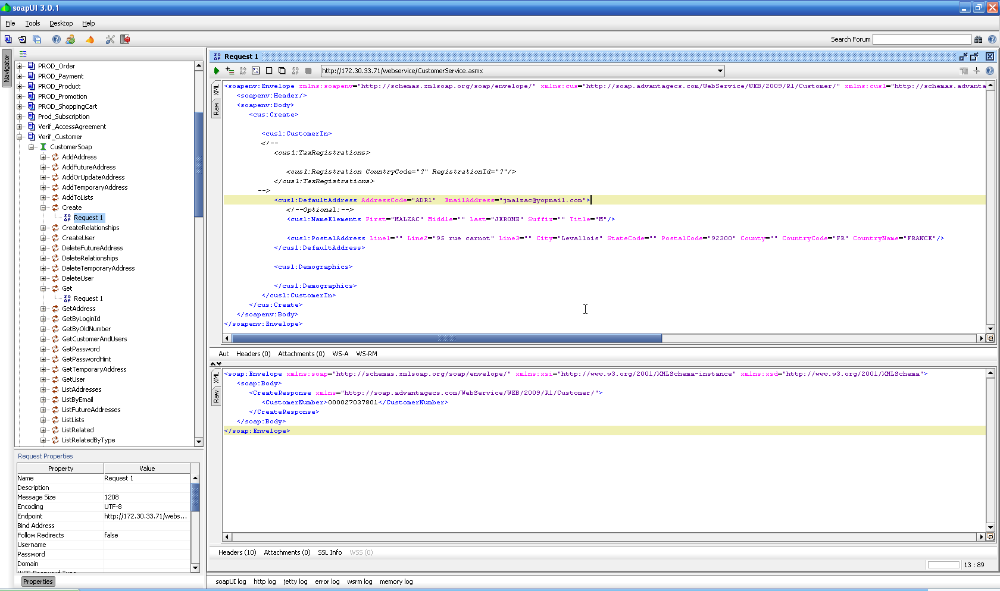 soapUI 3.0.1
File Tools Desktop Help
Search Forum
Navigator
PROD_Order
PROD_Payment
PROD_Product
PROD_Promotion
PROD_ShoppingCart
Prod_Subscription
Verif_AccessAgreement
Verif_Customer
CustomerSoap
AddAddress
AddFutureAddress
AddOrUpdateAddress
AddTemporaryAddress
AddToLists
Create
Request 1
CreateRelationships
CreateUser
DeleteFutureAddress
DeleteRelationships
DeleteTemporaryAddress
DeleteUser
Get
Request 1
GetAddress
GetByLoginId
GetByOldNumber
GetCustomerAndUsers
GetPassword
GetPasswordHint
GetTemporaryAddress
GetUser
ListAddresses
ListByEmail
ListFutureAddresses
ListLists
ListRelated
ListRelatedByType
Request Properties
Property Value
Name Request 1
Description
Message Size 1208
Encoding UTF-8
Endpoint http://172.30.33.71/webs...
Bind Address
Follow Redirects false
Username
Password
Domain
Properties
Request 1
http://172.30.33.71/webservice/CustomerService.asmx
XML
Raw
<soapenv:Envelope xmlns:soapenv="http://schemas.xmlsoap.org/soap/envelope/" xmlns:cus="http://soap.advantagecs.com/WebService/WEB/2009/R1/Customer/" xmlns:cus1="http://schemas.advanta
<soapenv:Header/>
<soapenv:Body>
<cus:Create>
<cus1:CustomerIn>
<!--
<cus1:TaxRegistrations>
<cus1:Registration CountryCode="?" RegistrationId="?"/>
</cus1:TaxRegistrations>
-->
<cus1:DefaultAddress AddressCode="ADR1" EmailAddress="jmalzac@yopmail.com">
<!--Optional:-->
<cus1:NameElements First="MALZAC" Middle="" Last="JEROME" Suffix="" Title="M"/>
<cus1:PostalAddress Line1="" Line2="95 rue carnot" Line3="" City="Levallois" StateCode="" PostalCode="92300" County="" CountryCode="FR" CountryName="FRANCE"/>
</cus1:DefaultAddress>
<cus1:Demographics>
</cus1:Demographics>
</cus1:CustomerIn>
</cus:Create>
</soapenv:Body>
</soapenv:Envelope>
Aut Headers (0) Attachments (0) WS-A WS-RM
XML
Raw
<soap:Envelope xmlns:soap="http://schemas.xmlsoap.org/soap/envelope/" xmlns:xsi="http://www.w3.org/2001/XMLSchema-instance" xmlns:xsd="http://www.w3.org/2001/XMLSchema">
<soap:Body>
<CreateResponse xmlns="http://soap.advantagecs.com/WebService/WEB/2009/R1/Customer/">
<CustomerNumber>000027037801</CustomerNumber>
</CreateResponse>
</soap:Body>
</soap:Envelope>
Headers (10) Attachments (0) SSL Info WSS (0)
13 : 89
soapUI log http log jetty log error log wsrm log memory log